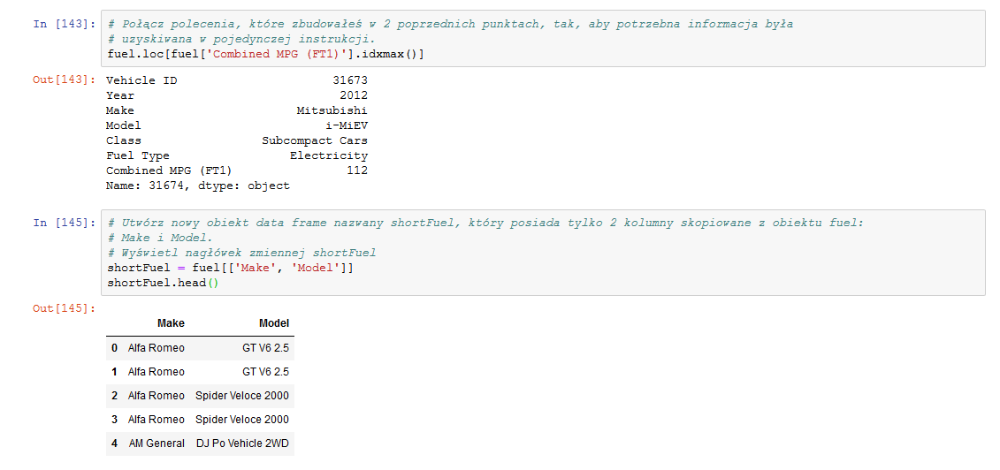 In [143]: # Połącz polecenia, które zbudowałeś w 2 poprzednich punktach, tak, aby potrzebna informacja była
# uzyskiwana w pojedynczej instrukcji.
fuel.loc[fuel['Combined MPG (FT1)'].idxmax()]
Out[143]: Vehicle ID 31673
Year 2012
Make Mitsubishi
Model i-MiEV
Class Subcompact Cars
Fuel Type Electricity
Combined MPG (FT1) 112
Name: 31674, dtype: object
In [145]: # Utwórz nowy obiekt data frame nazwany shortFuel, który posiada tylko 2 kolumny skopiowane z obiektu fuel:
# Make i Model.
# Wyświetl nagłówek zmiennej shortFuel
shortFuel = fuel[['Make', 'Model']]
shortFuel.head()
Out[145]:
Make Model
0 Alfa Romeo GT V6 2.5
1 Alfa Romeo GT V6 2.5
2 Alfa Romeo Spider Veloce 2000
3 Alfa Romeo Spider Veloce 2000
4 AM General DJ Po Vehicle 2WD